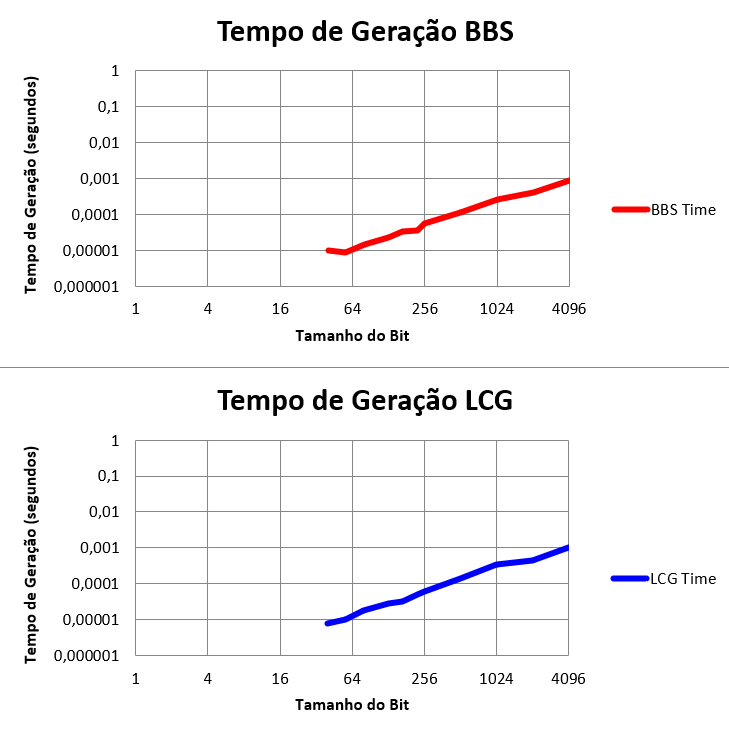 Tempo de Geração BBS
Tempo de Geração (segundos)
1
0,1
0,01
0,001
0,0001
0,00001
0,000001
1 4 16 64 256 1024 4096
Tamanho do Bit
BBS Time
Tempo de Geração LCG
Tempo de Geração (segundos)
1
0,1
0,01
0,001
0,0001
0,00001
0,000001
1 4 16 64 256 1024 4096
Tamanho do Bit
LCG Time